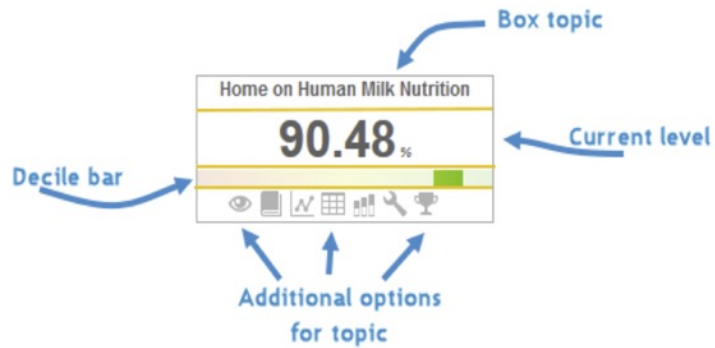 Box topic
Home on Human Milk Nutrition
90.48 %
Current level
Decile bar
Additional options
for topic